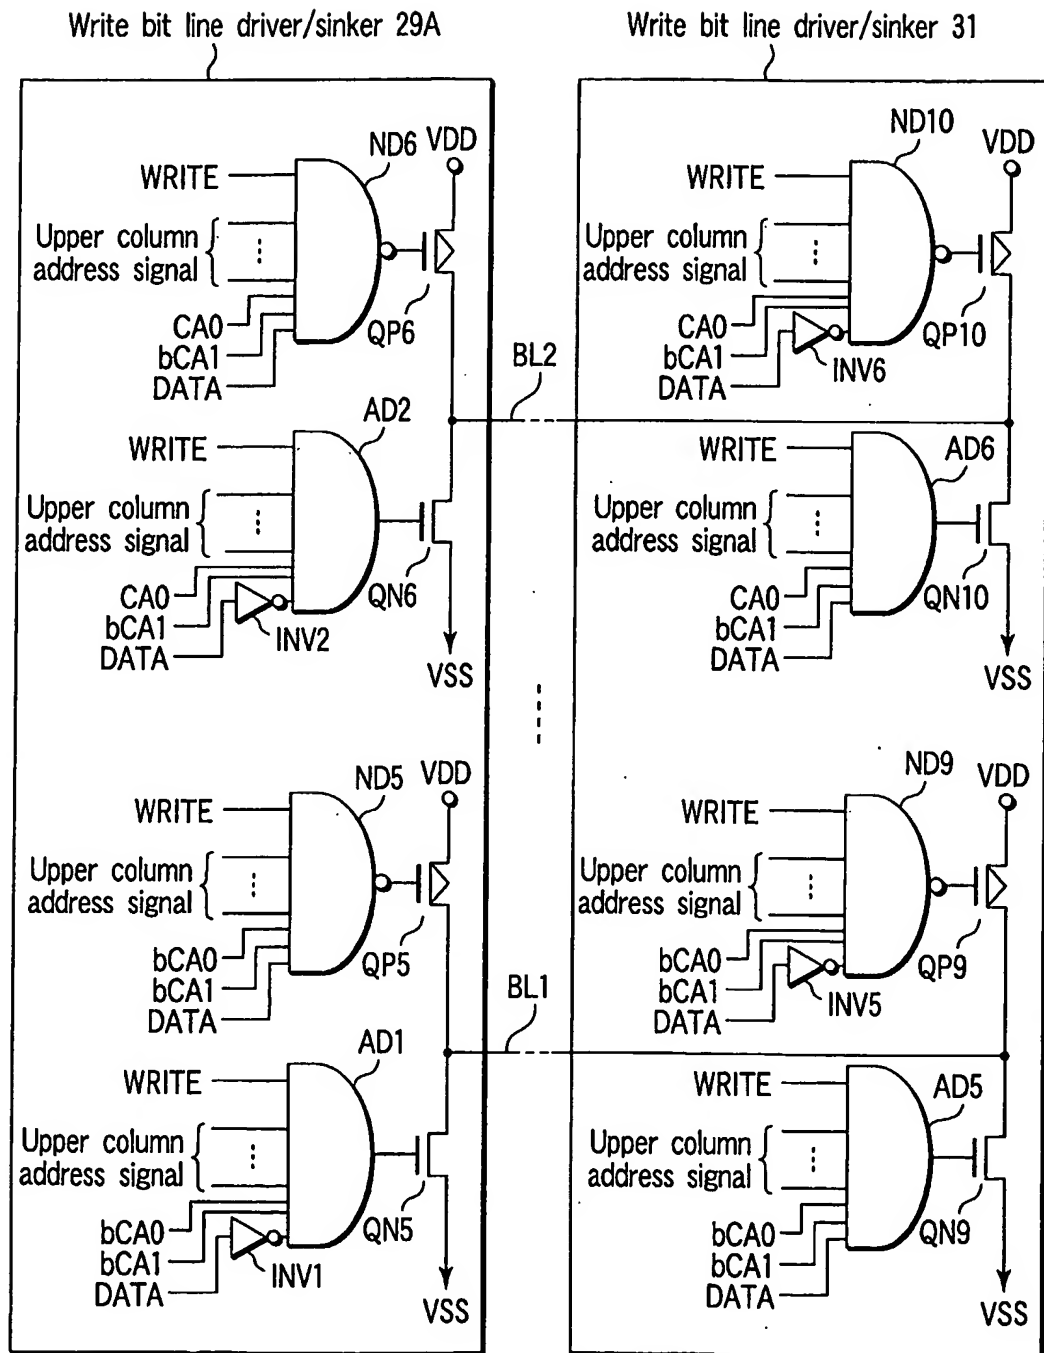 Write bit line driver/sinker 29A
ND6
VDD
WRITE
Upper column
address signal
CA0
bCA1
DATA
QP6
BL2
AD2
WRITE
Upper column
address signal
CA0
bCA1
DATA
INV2
QN6
VSS
ND5
VDD
WRITE
Upper column
address signal
bCA0
bCA1
DATA
QP5
BL1
AD1
WRITE
Upper column
address signal
bCA0
bCA1
DATA
INV1
QN5
VSS
Write bit line driver/sinker 31
ND10
VDD
WRITE
Upper column
address signal
CA0
bCA1
DATA
INV6
QP10
AD6
WRITE
Upper column
address signal
CA0
bCA1
DATA
QN10
VSS
ND9
VDD
WRITE
Upper column
address signal
bCA0
bCA1
DATA
INV5
QP9
AD5
WRITE
Upper column
address signal
bCA0
bCA1
DATA
QN9
VSS